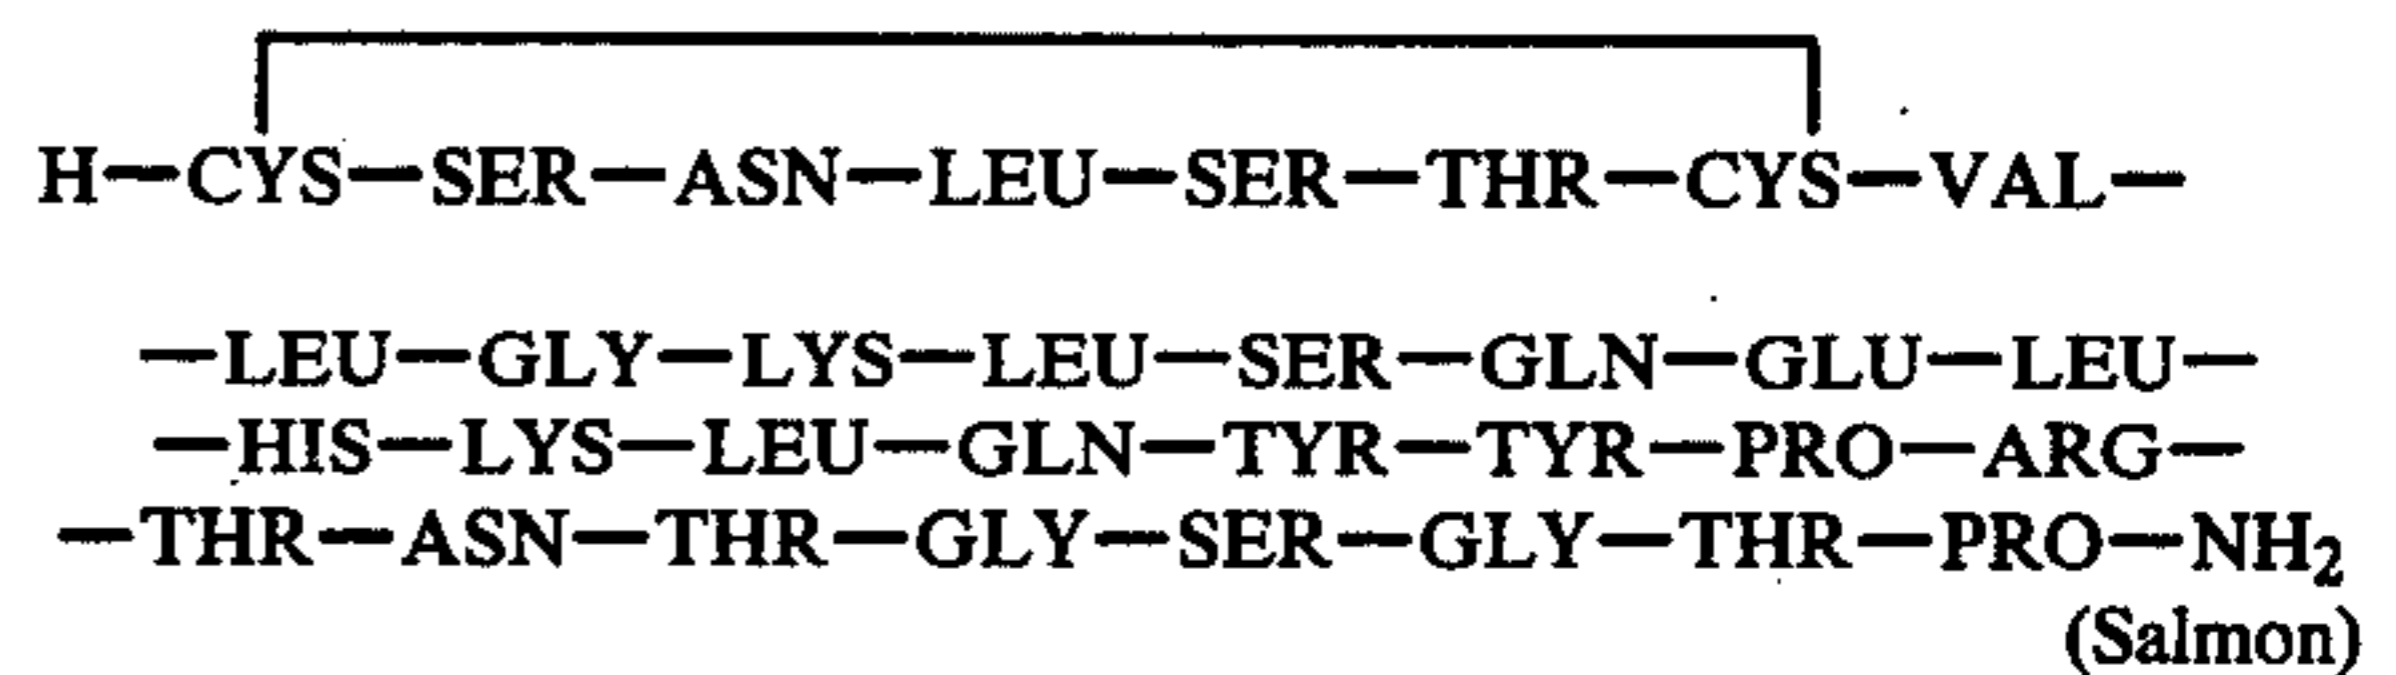 H—CYS—SER—ASN—LEU—SER—THR—CYS—VAL—
—LEU—GLY—LYS—LEU—SER—GLN—GLU—LEU—
—HIS—LYS—LEU—GLN—TYR—TYR—PRO—ARG—
—THR—ASN—THR—GLY—SER—GLY—THR—PRO—NH₂
(Salmon)